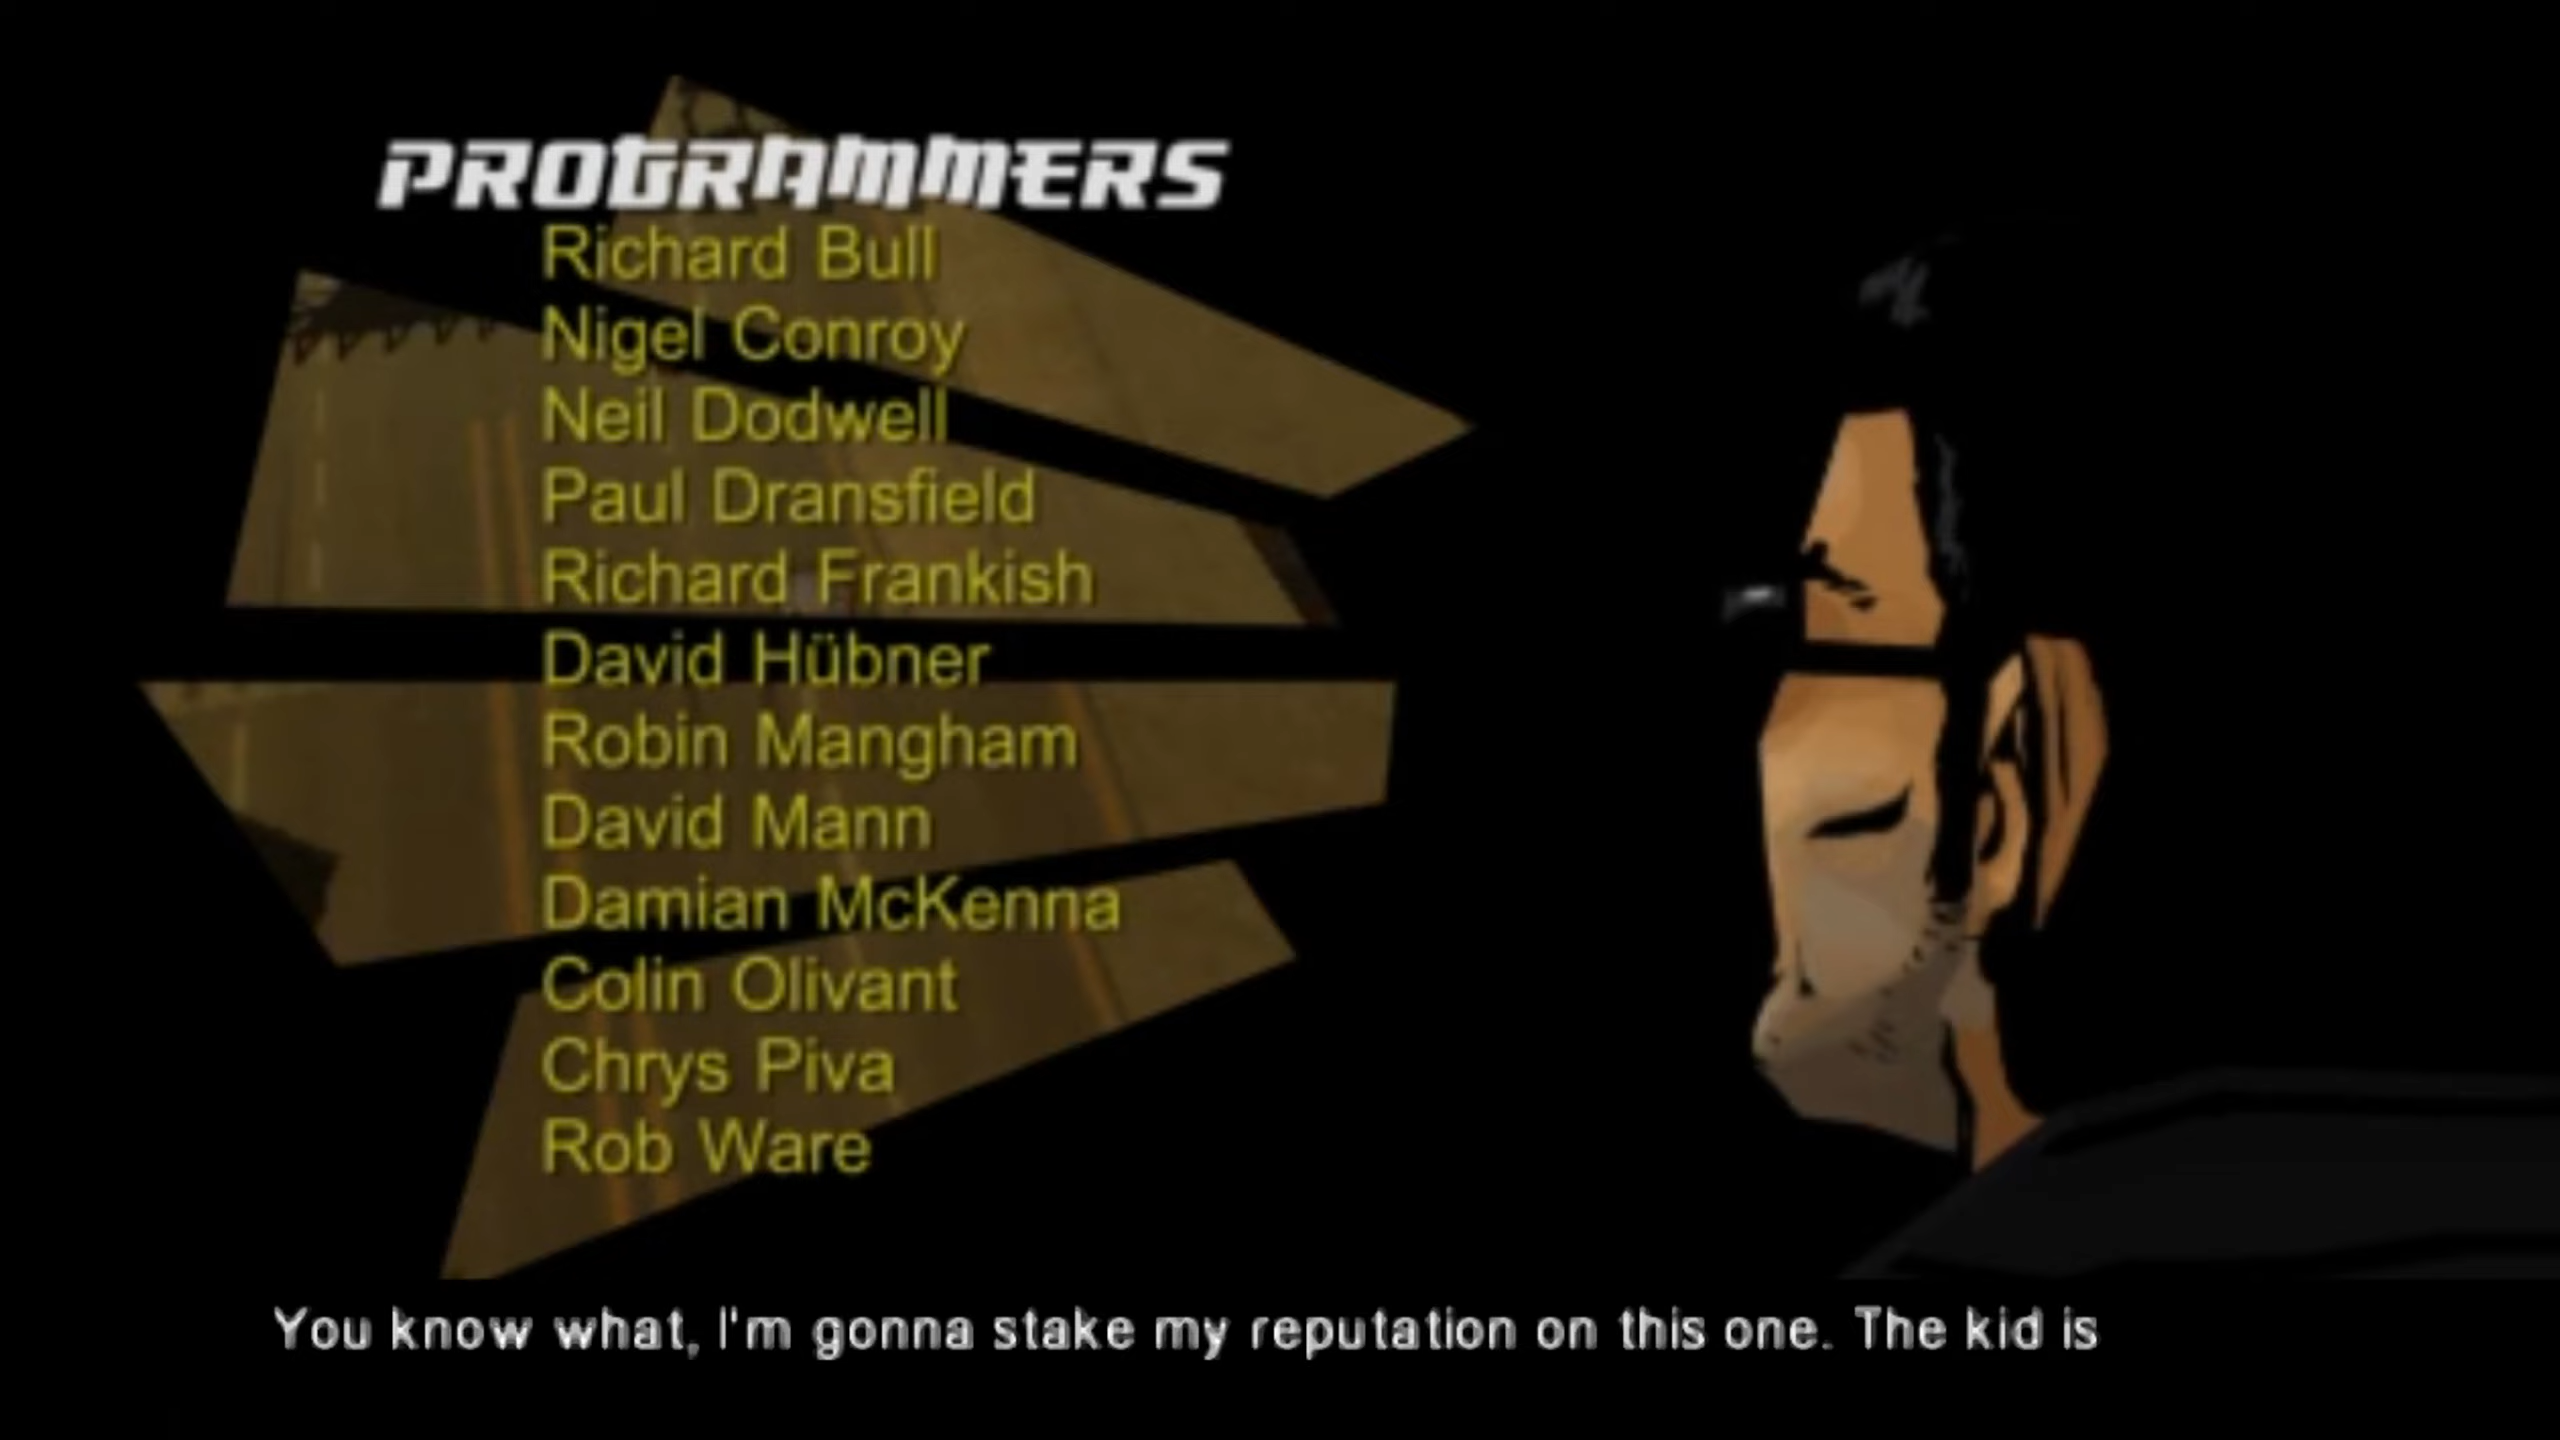 PROGRAMMERS
Richard Bull
Nigel Conroy
Neil Dodwell
Paul Dransfield
Richard Frankish
David Hübner
Robin Mangham
David Mann
Damian McKenna
Colin Olivant
Chrys Piva
Rob Ware
You know what, I'm gonna stake my reputation on this one. The kid is